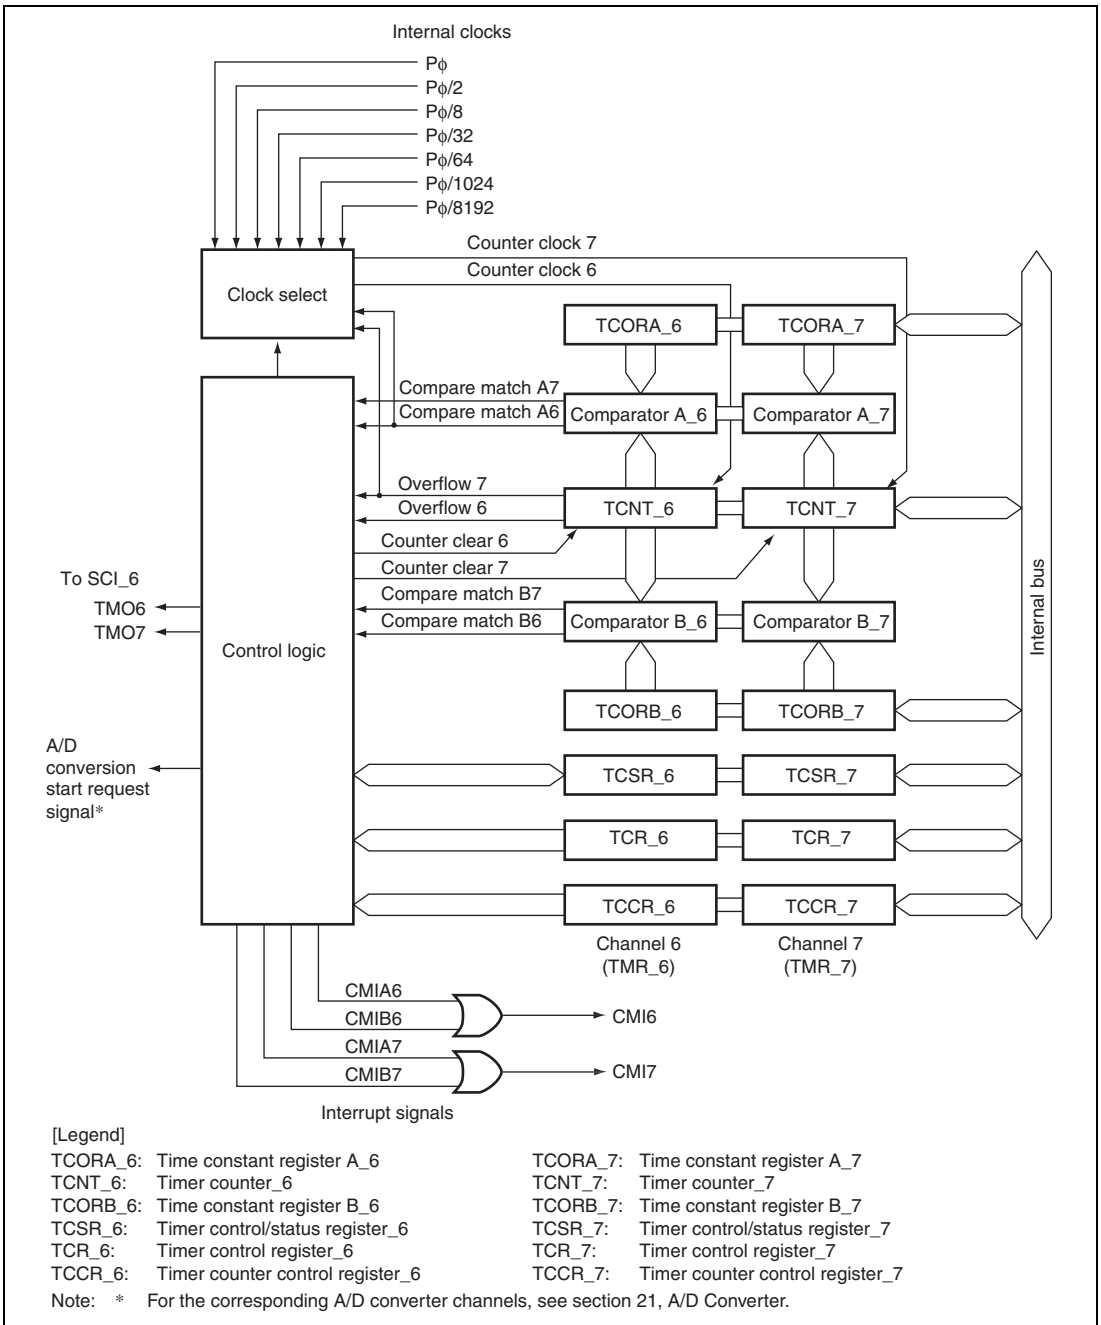 Internal clocks
Pϕ
Pϕ/2
Pϕ/8
Pϕ/32
Pϕ/64
Pϕ/1024
Pϕ/8192
Counter clock 7
Counter clock 6
Clock select
TCORA_6
TCORA_7
Compare match A7
Compare match A6
Comparator A_6
Comparator A_7
Overflow 7
Overflow 6
TCNT_6
TCNT_7
Counter clear 6
Counter clear 7
To SCI_6
TMO6
TMO7
Compare match B7
Compare match B6
Comparator B_6
Comparator B_7
Control logic
Internal bus
TCORB_6
TCORB_7
A/D
conversion
start request
signal*
TCSR_6
TCSR_7
TCR_6
TCR_7
TCCR_6
TCCR_7
Channel 6
(TMR_6)
Channel 7
(TMR_7)
CMIA6
CMIB6
CMI6
CMIA7
CMIB7
CMI7
Interrupt signals
[Legend]
TCORA_6: Time constant register A_6
TCNT_6: Timer counter_6
TCORB_6: Time constant register B_6
TCSR_6: Timer control/status register_6
TCR_6: Timer control register_6
TCCR_6: Timer counter control register_6
TCORA_7: Time constant register A_7
TCNT_7: Timer counter_7
TCORB_7: Time constant register B_7
TCSR_7: Timer control/status register_7
TCR_7: Timer control register_7
TCCR_7: Timer counter control register_7
Note: * For the corresponding A/D converter channels, see section 21, A/D Converter.